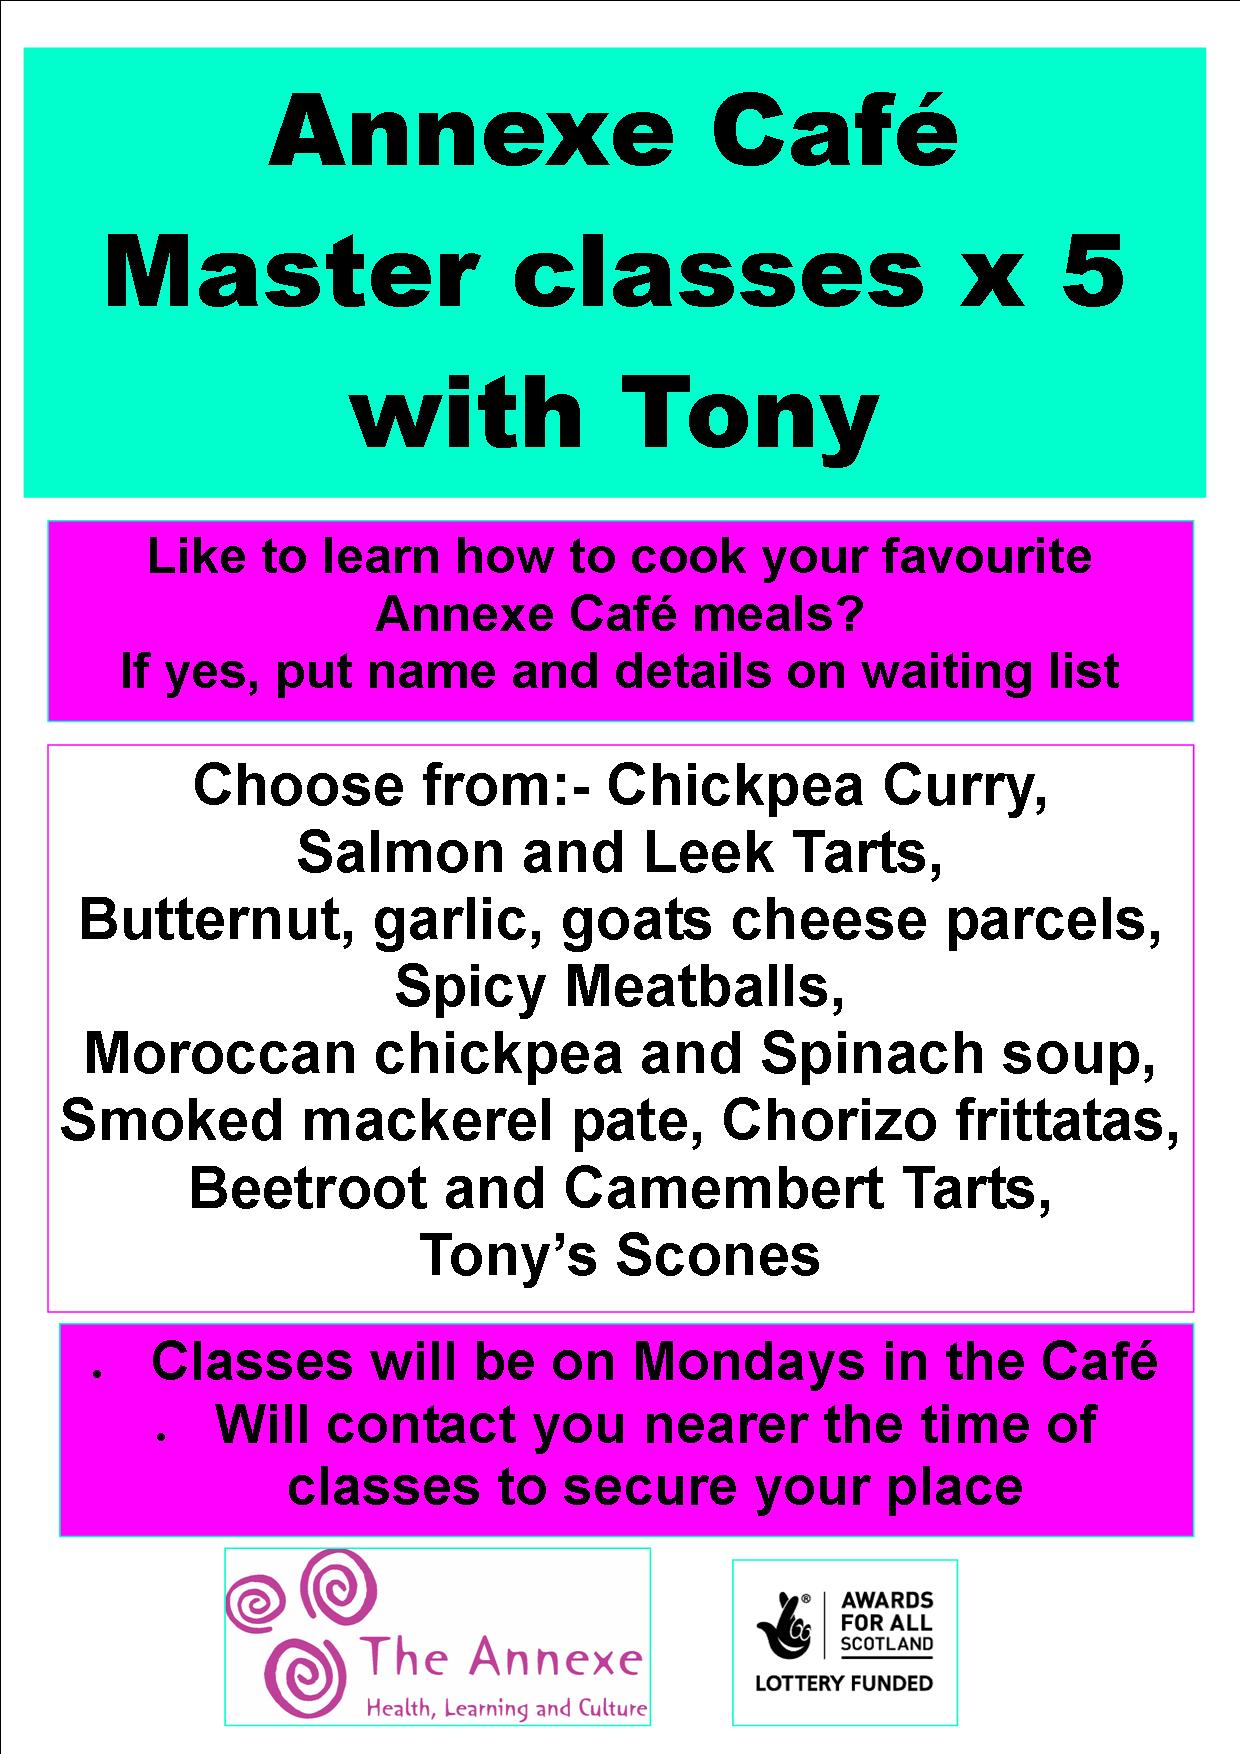 Annexe Café
Master classes x 5
with Tony
Like to learn how to cook your favourite
Annexe Café meals?
If yes, put name and details on waiting list
Choose from:- Chickpea Curry,
Salmon and Leek Tarts,
Butternut, garlic, goats cheese parcels,
Spicy Meatballs,
Moroccan chickpea and Spinach soup,
Smoked mackerel pate, Chorizo frittatas,
Beetroot and Camembert Tarts,
Tony’s Scones
• Classes will be on Mondays in the Café
• Will contact you nearer the time of
classes to secure your place
The Annexe
Health, Learning and Culture
®
AWARDS
FOR ALL
SCOTLAND
LOTTERY FUNDED